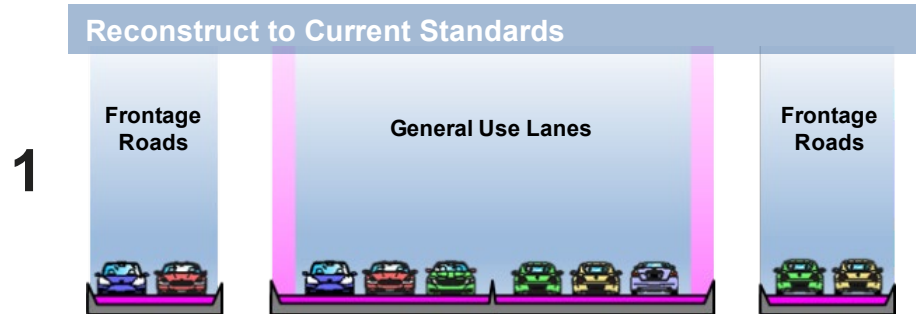 Reconstruct to Current Standards
1
Frontage
Roads
General Use Lanes
Frontage
Roads